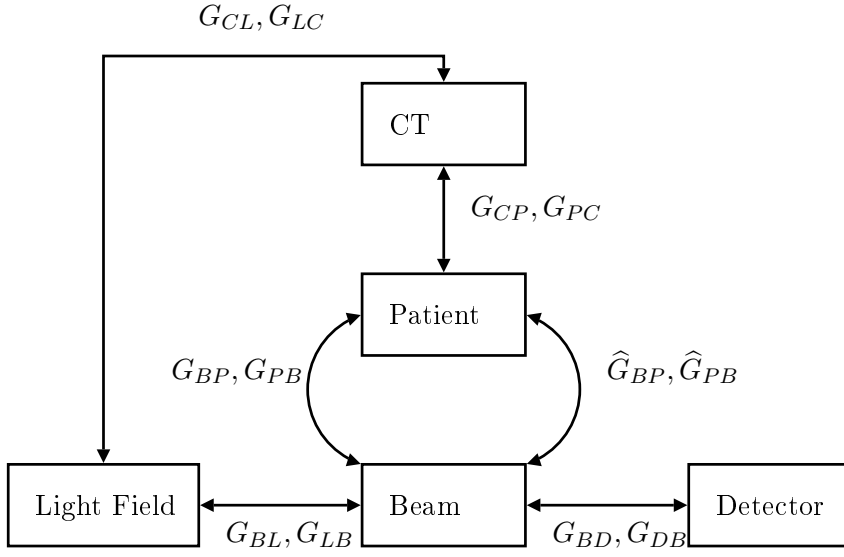 G_{CL}, G_{LC}
CT
G_{CP}, G_{PC}
Patient
G_{BP}, G_{PB}
\widehat{G}_{BP}, \widehat{G}_{PB}
Light Field
Beam
Detector
G_{BL}, G_{LB}
G_{BD}, G_{DB}